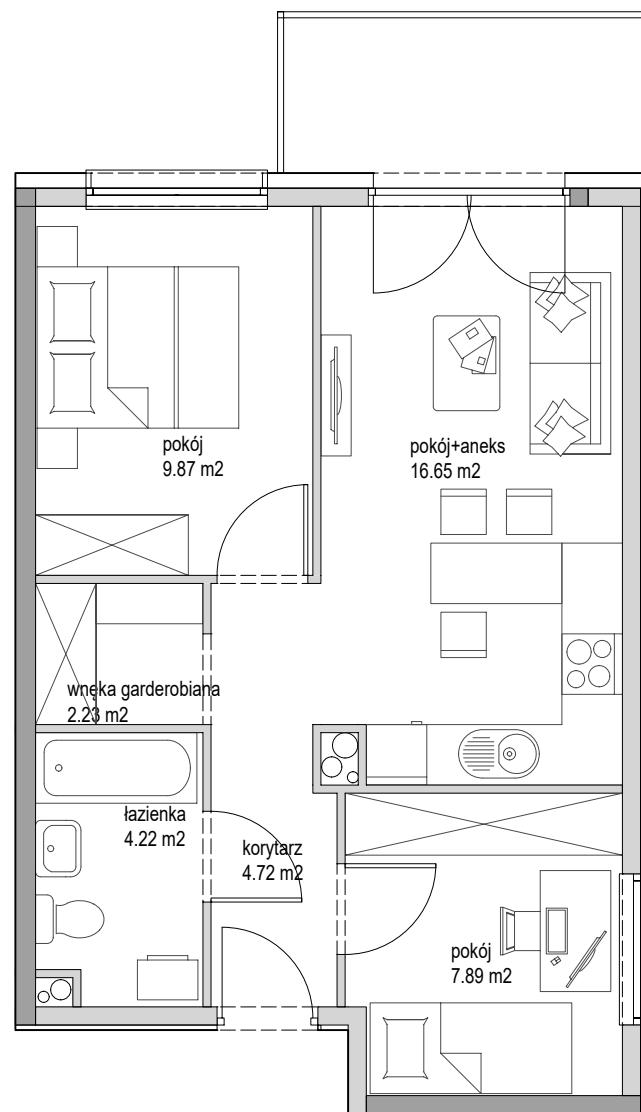 pokój
9.87 m2
pokój+aneks
16.65 m2
wnęka garderobiana
2.23 m2
łazienka
4.22 m2
korytarz
4.72 m2
pokój
7.89 m2